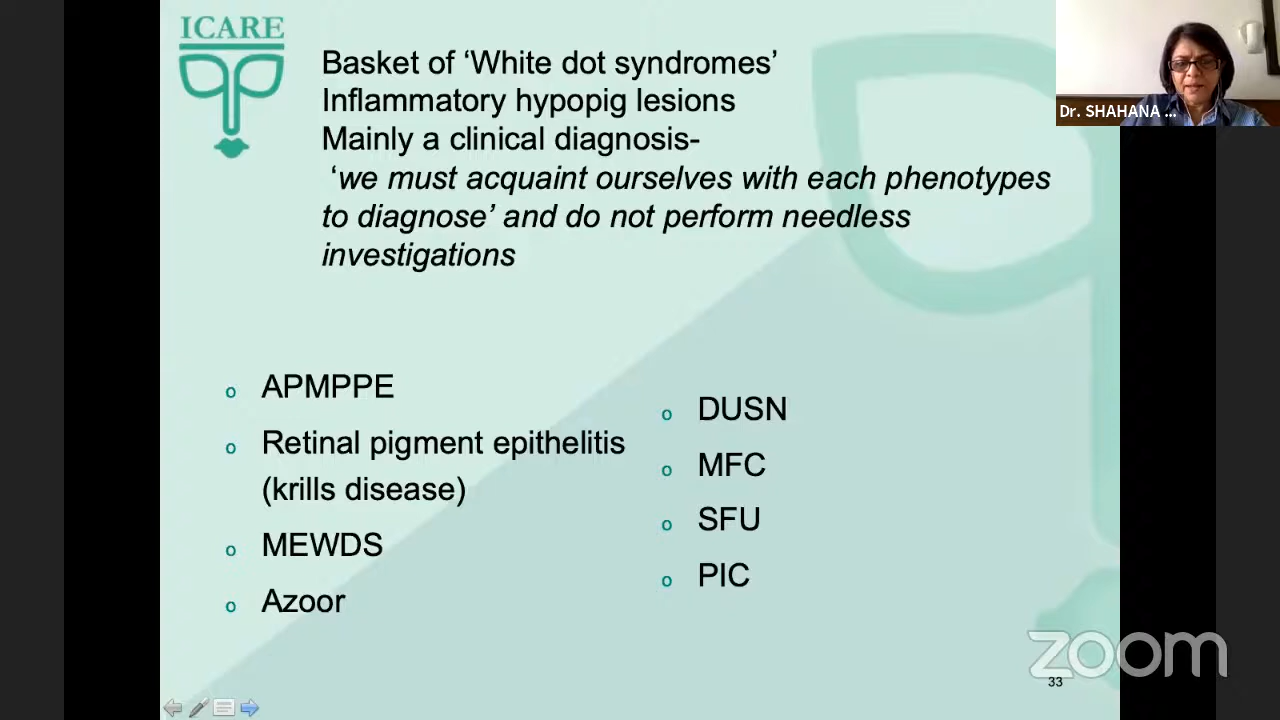 ICARE
Basket of ‘White dot syndromes’
Inflammatory hypopig lesions
Mainly a clinical diagnosis-
‘we must acquaint ourselves with each phenotypes
to diagnose’ and do not perform needless
investigations
o APMPPE
o Retinal pigment epithelitis
(krills disease)
o MEWDS
o Azoor
o DUSN
o MFC
o SFU
o PIC
Dr. SHAHANA ...
zoom
33